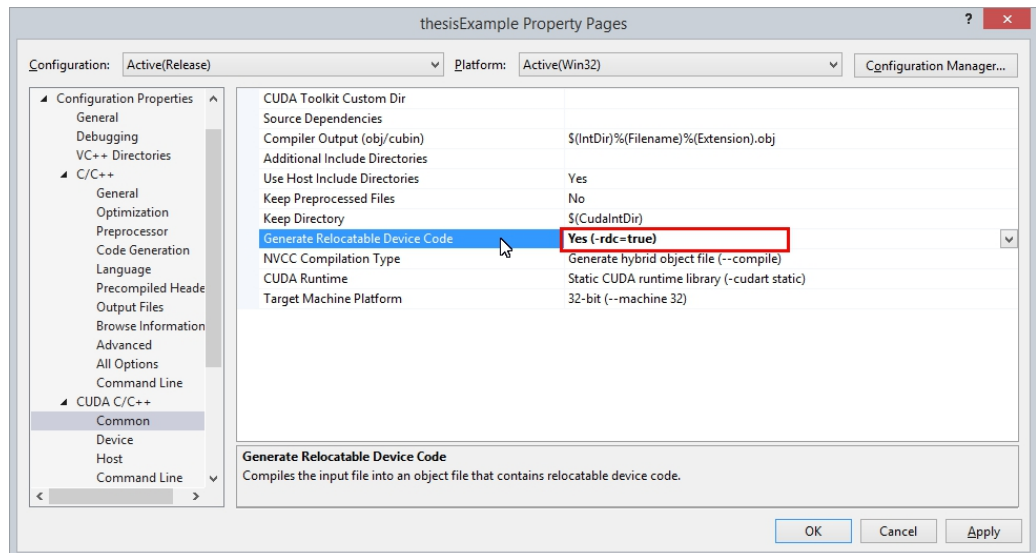 thesisExample Property Pages
? ×
Configuration: Active(Release) Platform: Active(Win32) Configuration Manager...
Configuration Properties
General
Debugging
VC++ Directories
C/C++
General
Optimization
Preprocessor
Code Generation
Language
Precompiled Heade
Output Files
Browse Information
Advanced
All Options
Command Line
CUDA C/C++
Common
Device
Host
Command Line
CUDA Toolkit Custom Dir
Source Dependencies
Compiler Output (obj/cubin) $(IntDir)%(Filename)%(Extension).obj
Additional Include Directories
Use Host Include Directories Yes
Keep Preprocessed Files No
Keep Directory $(CudaIntDir)
Generate Relocatable Device Code Yes (-rdc=true)
NVCC Compilation Type Generate hybrid object file (--compile)
CUDA Runtime Static CUDA runtime library (-cudart static)
Target Machine Platform 32-bit (--machine 32)
Generate Relocatable Device Code
Compiles the input file into an object file that contains relocatable device code.
OK Cancel Apply